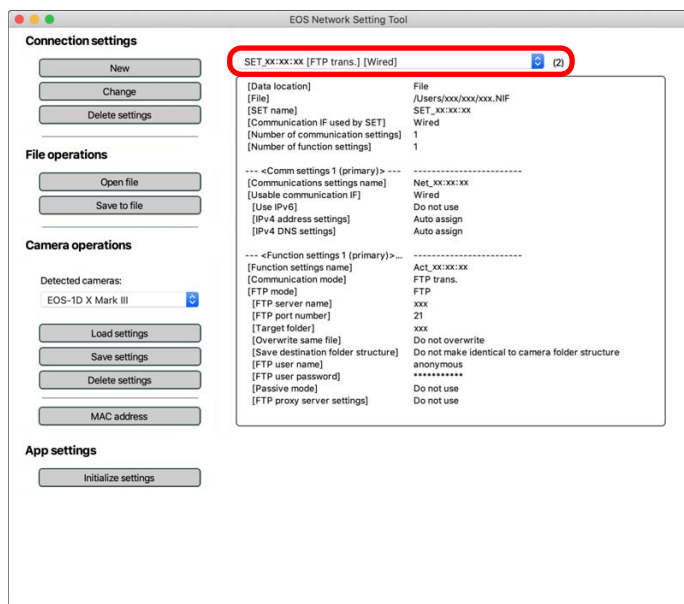 EOS Network Setting Tool
Connection settings
New
Change
Delete settings
File operations
Open file
Save to file
Camera operations
Detected cameras:
EOS-1D X Mark III
Load settings
Save settings
Delete settings
MAC address
App settings
Initialize settings
SET_xx:xx:xx [FTP trans.] [Wired] (2)
[Data location] File
[File] /Users/xxx/xxx/xxx.NIF
[SET name] SET_xx:xx:xx
[Communication IF used by SET] Wired
[Number of communication settings] 1
[Number of function settings] 1
--- <Comm settings 1 (primary)> --- ------------------------
[Communications settings name] Net_xx:xx:xx
[Usable communication IF] Wired
[Use IPv6] Do not use
[IPv4 address settings] Auto assign
[IPv4 DNS settings] Auto assign
--- <Function settings 1 (primary)>... ------------------------
[Function settings name] Act_xx:xx:xx
[Communication mode] FTP trans.
[FTP mode] FTP
[FTP server name] xxx
[FTP port number] 21
[Target folder] xxx
[Overwrite same file] Do not overwrite
[Save destination folder structure] Do not make identical to camera folder structure
[FTP user name] anonymous
[FTP user password] ***********
[Passive mode] Do not use
[FTP proxy server settings] Do not use